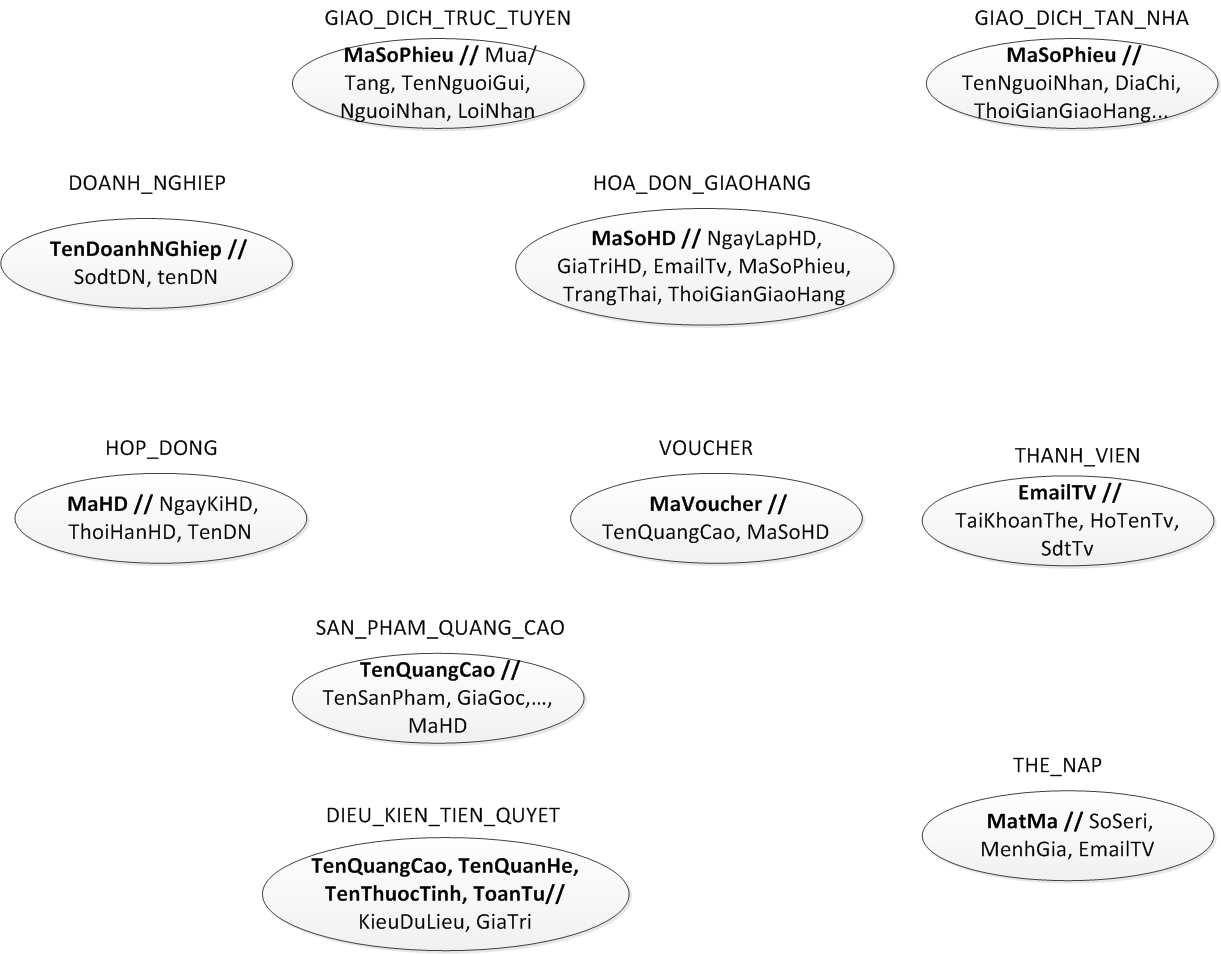 GIAO_DICH_TRUC_TUYEN
MaSoPhieu // Mua/
Tang, TenNguoiGui,
NguoiNhan, LoiNhan
GIAO_DICH_TAN_NHA
MaSoPhieu //
TenNguoiNhan, DiaChi,
ThoiGianGiaoHang...
DOANH_NGHIEP
TenDoanhNGhiep //
SodtDN, tenDN
HOA_DON_GIAOHANG
MaSoHD // NgayLapHD,
GiaTriHD, EmailTv, MaSoPhieu,
TrangThai, ThoiGianGiaoHang
HOP_DONG
MaHD // NgayKiHD,
ThoiHanHD, TenDN
VOUCHER
MaVoucher //
TenQuangCao, MaSoHD
THANH_VIEN
EmailTV //
TaiKhoanThe, HoTenTv,
SdtTv
SAN_PHAM_QUANG_CAO
TenQuangCao //
TenSanPham, GiaGoc,...,
MaHD
THE_NAP
MatMa // SoSeri,
MenhGia, EmailTV
DIEU_KIEN_TIEN_QUYET
TenQuangCao, TenQuanHe,
TenThuocTinh, ToanTu//
KieuDuLieu, GiaTri